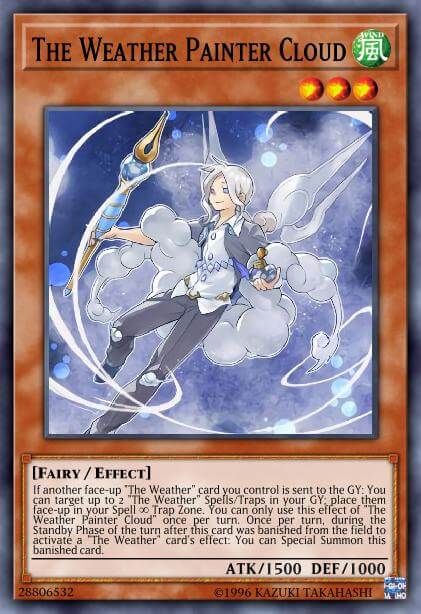 The Weather Painter Cloud
WIND
風
[Fairy / Effect]
If another face-up "The Weather" card you control is sent to the GY: You
can target up to 2 "The Weather" Spells/Traps in your GY; place them
face-up in your Spell ∞ Trap Zone. You can only use this effect of "The
Weather Painter Cloud" once per turn. Once per turn, during the
Standby Phase of the turn after this card was banished from the field to
activate a "The Weather" card's effect: You can Special Summon this
banished card.
ATK/1500 DEF/1000
28806532
©1996 KAZUKI TAKAHASHI